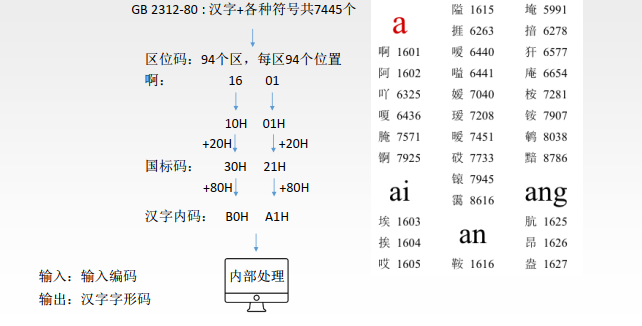 GB 2312-80：汉字+各种符号共7445个
区位码：94个区，每区94个位置
啊： 16 01
10H 01H
+20H +20H
国标码： 30H 21H
+80H +80H
汉字内码： B0H A1H
内部处理
输入：输入编码
输出：汉字字形码
a
啊 1601
阿 1602
吖 6325
嘎 6436
腌 7571
锕 7925
ai
埃 1603
挨 1604
哎 1605
隘 1615
捱 6263
嗳 6440
嗌 6441
嫒 7040
瑷 7208
暧 7451
砹 7733
锿 7945
霭 8616
an
鞍 1616
埯 5991
揞 6278
犴 6577
庵 6654
桉 7281
铵 7907
鹌 8038
黯 8786
ang
肮 1625
昂 1626
盎 1627